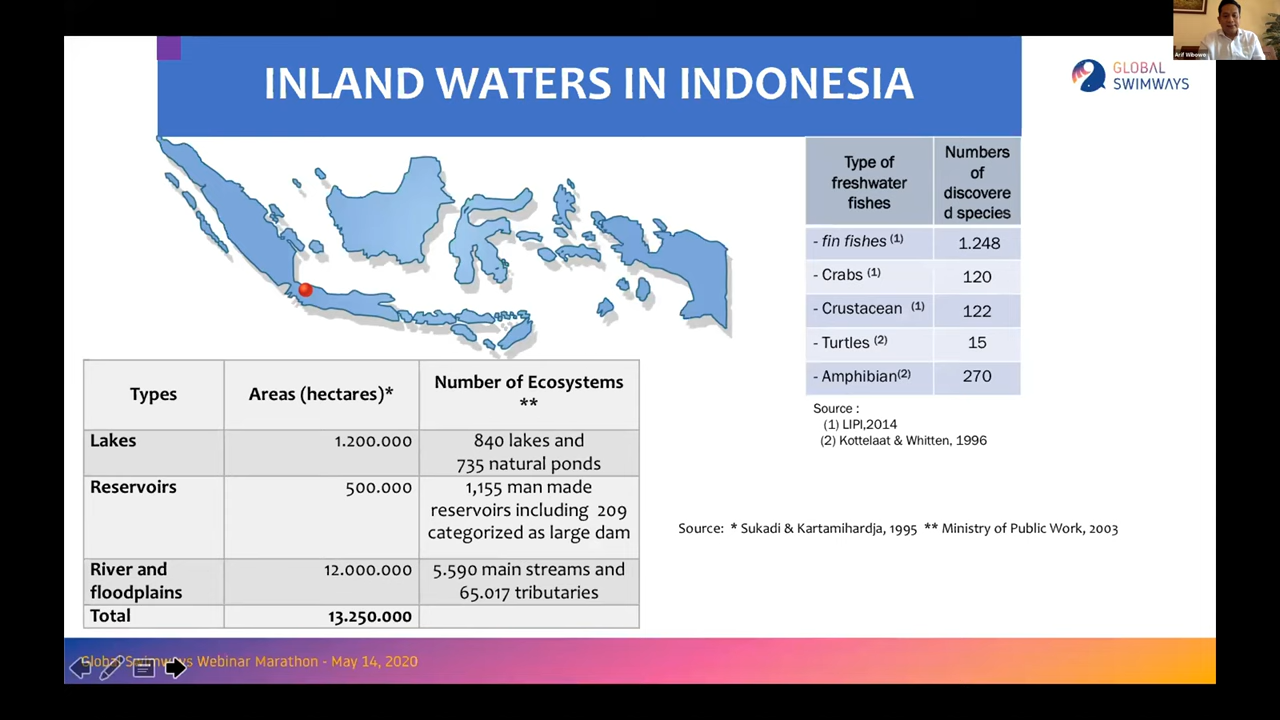 INLAND WATERS IN INDONESIA
Arif Wibowo
GLOBAL
SWIMWAYS
Type of
freshwater
fishes
Numbers
of
discovere
d species
- fin fishes (1)
1.248
- Crabs (1)
120
- Crustacean (1)
122
- Turtles (2)
15
- Amphibian(2)
270
Source :
(1) LIPI,2014
(2) Kottelaat & Whitten, 1996
Types
Areas (hectares)*
Number of Ecosystems
**
Lakes
1.200.000
840 lakes and
735 natural ponds
Reservoirs
500.000
1,155 man made
reservoirs including 209
categorized as large dam
River and
floodplains
12.000.000
5.590 main streams and
65.017 tributaries
Total
13.250.000
Source: * Sukadi & Kartamihardja, 1995 ** Ministry of Public Work, 2003
Global Swimways Webinar Marathon - May 14, 2020